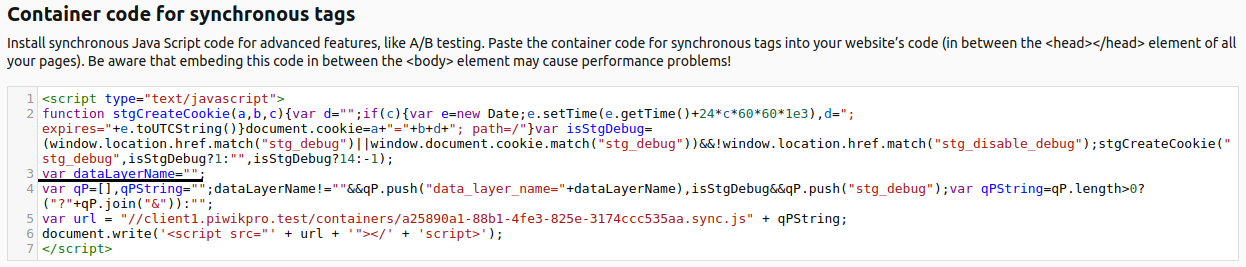 Container code for synchronous tags
Install synchronous Java Script code for advanced features, like A/B testing. Paste the container code for synchronous tags into your website's code (in between the <head></head> element of all
your pages). Be aware that embeding this code in between the <body> element may cause performance problems!
1 <script type="text/javascript">
2 function stgCreateCookie(a,b,c){var d="";if(c){var e=new Date;e.setTime(e.getTime()+24*c*60*60*1e3),d=";
expires="+e.toUTCString()}document.cookie=a+"="+b+d+"; path=/"}var isStgDebug=
(window.location.href.match("stg_debug")||window.document.cookie.match("stg_debug"))&&!window.location.href.match("stg_disable_debug");stgCreateCookie("
stg_debug",isStgDebug?1:"",isStgDebug?14:-1);
3 var dataLayerName="";
4 var qP=[],qPString="";dataLayerName!=""&&qP.push("data_layer_name="+dataLayerName),isStgDebug&&qP.push("stg_debug");var qPString=qP.length>0?
("?"+qP.join("&")):"";
5 var url = "//client1.piwikpro.test/containers/a25890a1-88b1-4fe3-825e-3174ccc535aa.sync.js" + qPString;
6 document.write('<script src="' + url + '"></' + 'script>');
7 </script>